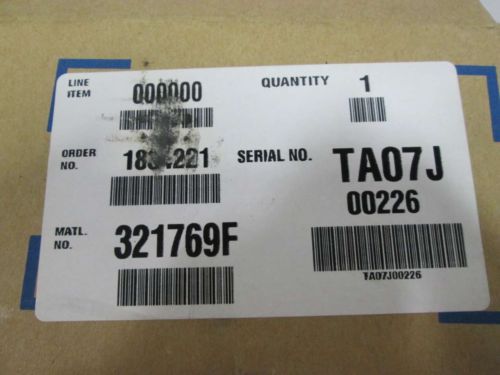 LINE ITEM 000000
QUANTITY 1
ORDER NO.
SERIAL NO. TA07J
00226
MATL. NO. 321769F
TA07J00226